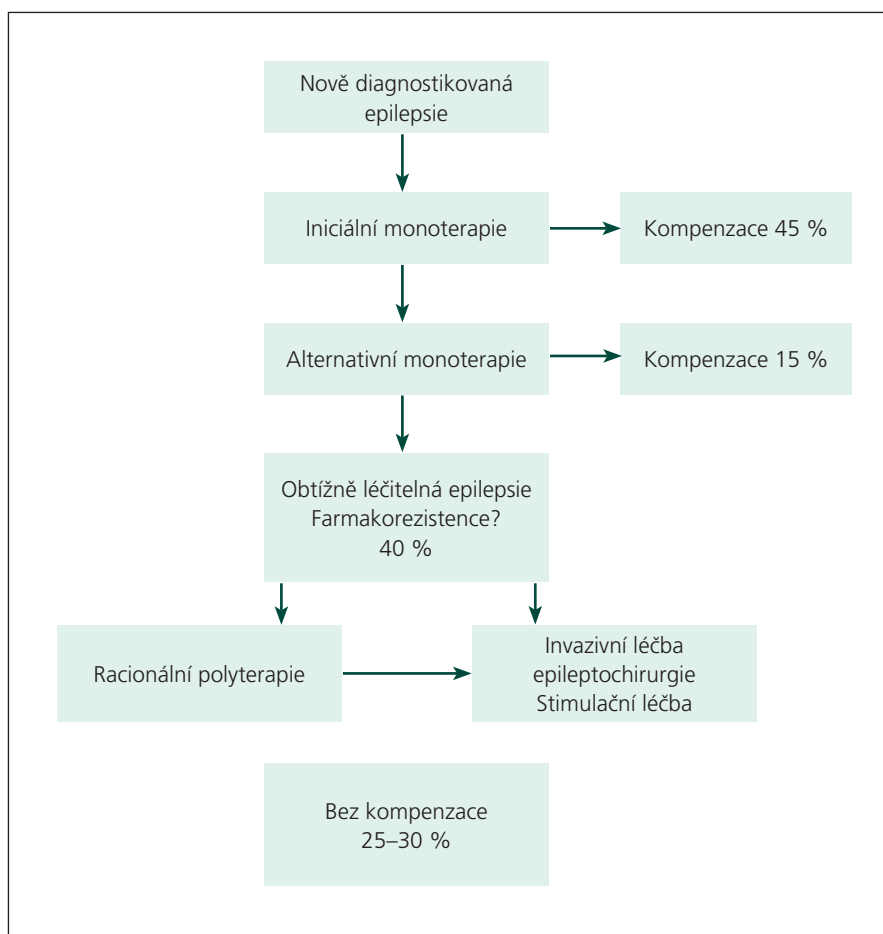 Nově diagnostikovaná
epilepsie
Iniciální monoterapie
Kompenzace 45 %
Alternativní monoterapie
Kompenzace 15 %
Obtížně léčitelná epilepsie
Farmakorezistence?
40 %
Racionální polyterapie
Invazivní léčba
epileptochirurgie
Stimulační léčba
Bez kompenzace
25–30 %